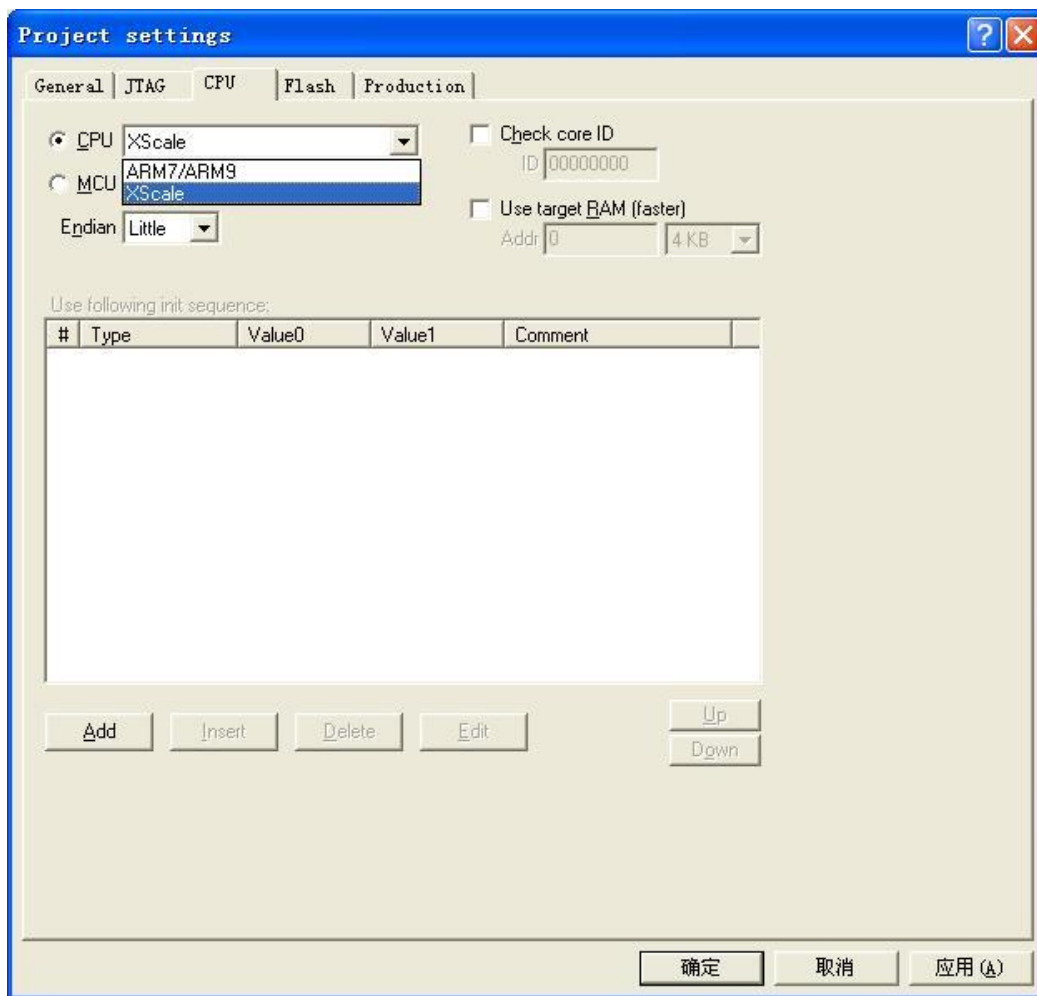 Project settings
General JTAG CPU Flash Production
CPU XScale
ARM7/ARM9
XScale
MCU
Endian Little
Check core ID
ID 00000000
Use target RAM (faster)
Addr 0 4 KB
Use following init sequence:
# Type Value0 Value1 Comment
Add Insert Delete Edit
Up
Down
确定 取消 应用(A)